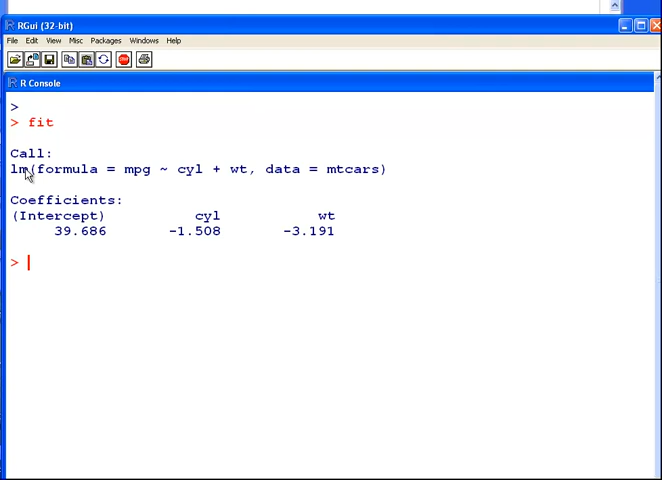 RGui (32-bit)
File Edit View Misc Packages Windows Help
R Console
>
> fit
Call:
lm(formula = mpg ~ cyl + wt, data = mtcars)
Coefficients:
(Intercept) cyl wt
39.686 -1.508 -3.191
>